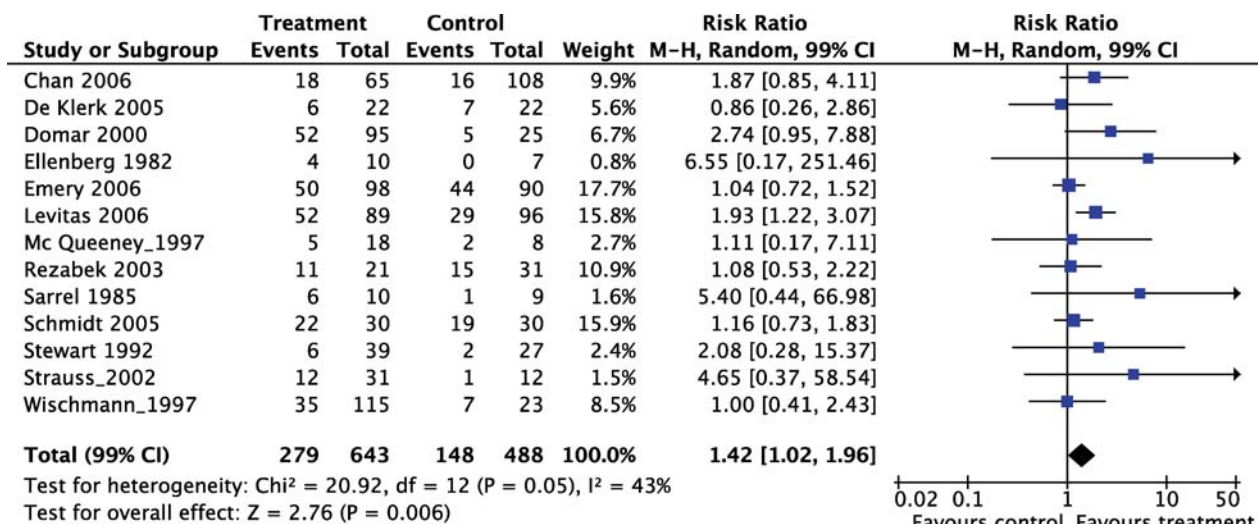 Treatment Control Risk Ratio Risk Ratio
Study or Subgroup Events Total Events Total Weight M-H, Random, 99% CI M-H, Random, 99% CI
Chan 2006 18 65 16 108 9.9% 1.87 [0.85, 4.11]
De Klerk 2005 6 22 7 22 5.6% 0.86 [0.26, 2.86]
Domar 2000 52 95 5 25 6.7% 2.74 [0.95, 7.88]
Ellenberg 1982 4 10 0 7 0.8% 6.55 [0.17, 251.46]
Emery 2006 50 98 44 90 17.7% 1.04 [0.72, 1.52]
Levitas 2006 52 89 29 96 15.8% 1.93 [1.22, 3.07]
Mc Queeney_1997 5 18 2 8 2.7% 1.11 [0.17, 7.11]
Rezabek 2003 11 21 15 31 10.9% 1.08 [0.53, 2.22]
Sarrel 1985 6 10 1 9 1.6% 5.40 [0.44, 66.98]
Schmidt 2005 22 30 19 30 15.9% 1.16 [0.73, 1.83]
Stewart 1992 6 39 2 27 2.4% 2.08 [0.28, 15.37]
Strauss_2002 12 31 1 12 1.5% 4.65 [0.37, 58.54]
Wischmann_1997 35 115 7 23 8.5% 1.00 [0.41, 2.43]
Total (99% CI) 279 643 148 488 100.0% 1.42 [1.02, 1.96]
Test for heterogeneity: Chi² = 20.92, df = 12 (P = 0.05), I² = 43%
Test for overall effect: Z = 2.76 (P = 0.006)
0.02 0.1 1 10 50
Favours control Favours treatment